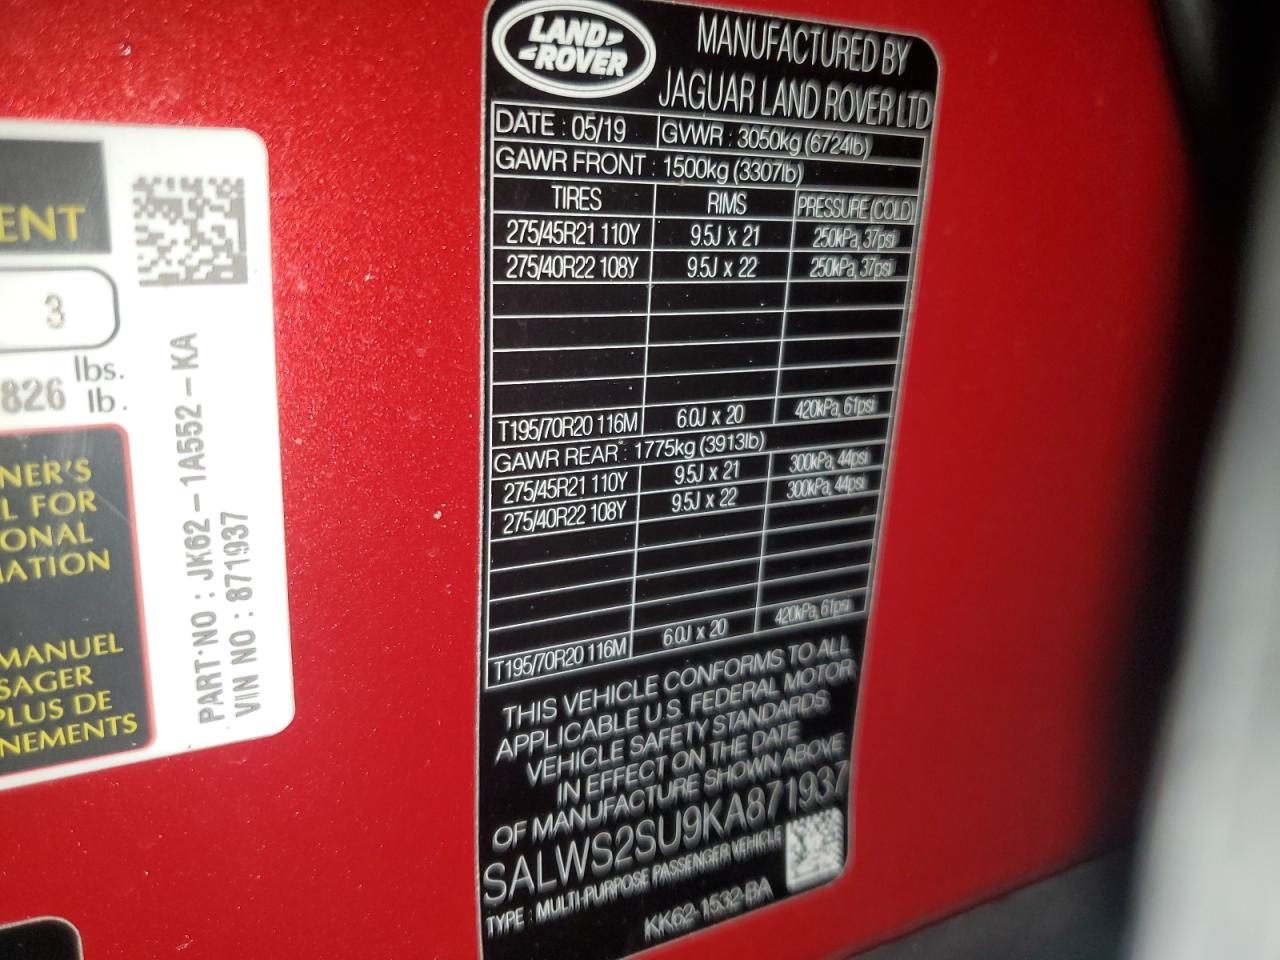 ENT
3
lbs.
826 lb.
NER'S
L FOR
ONAL
MATION
MANUEL
SAGER
PLUS DE
NEMENTS
PART NO : JK62-1A552-KA
VIN NO : 871937
LAND ROVER
MANUFACTURED BY
JAGUAR LAND ROVER LTD
DATE : 05/19 GVWR : 3050kg (6724lb)
GAWR FRONT : 1500kg (3307lb)
TIRES RIMS PRESSURE (COLD)
275/45R21 110Y 9.5J x 21 250kPa, 37psi
275/40R22 108Y 9.5J x 22 250kPa, 37psi
T195/70R20 116M 6.0J x 20 420kPa, 61psi
GAWR REAR : 1775kg (3913lb)
275/45R21 110Y 9.5J x 21 300kPa, 44psi
275/40R22 108Y 9.5J x 22 300kPa, 44psi
T195/70R20 116M 6.0J x 20 420kPa, 61psi
THIS VEHICLE CONFORMS TO ALL
APPLICABLE U.S. FEDERAL MOTOR
VEHICLE SAFETY STANDARDS
IN EFFECT ON THE DATE
OF MANUFACTURE SHOWN ABOVE
SALWS2SU9KA871937
TYPE : MULTI-PURPOSE PASSENGER VEHICLE
KK62-1532-BA